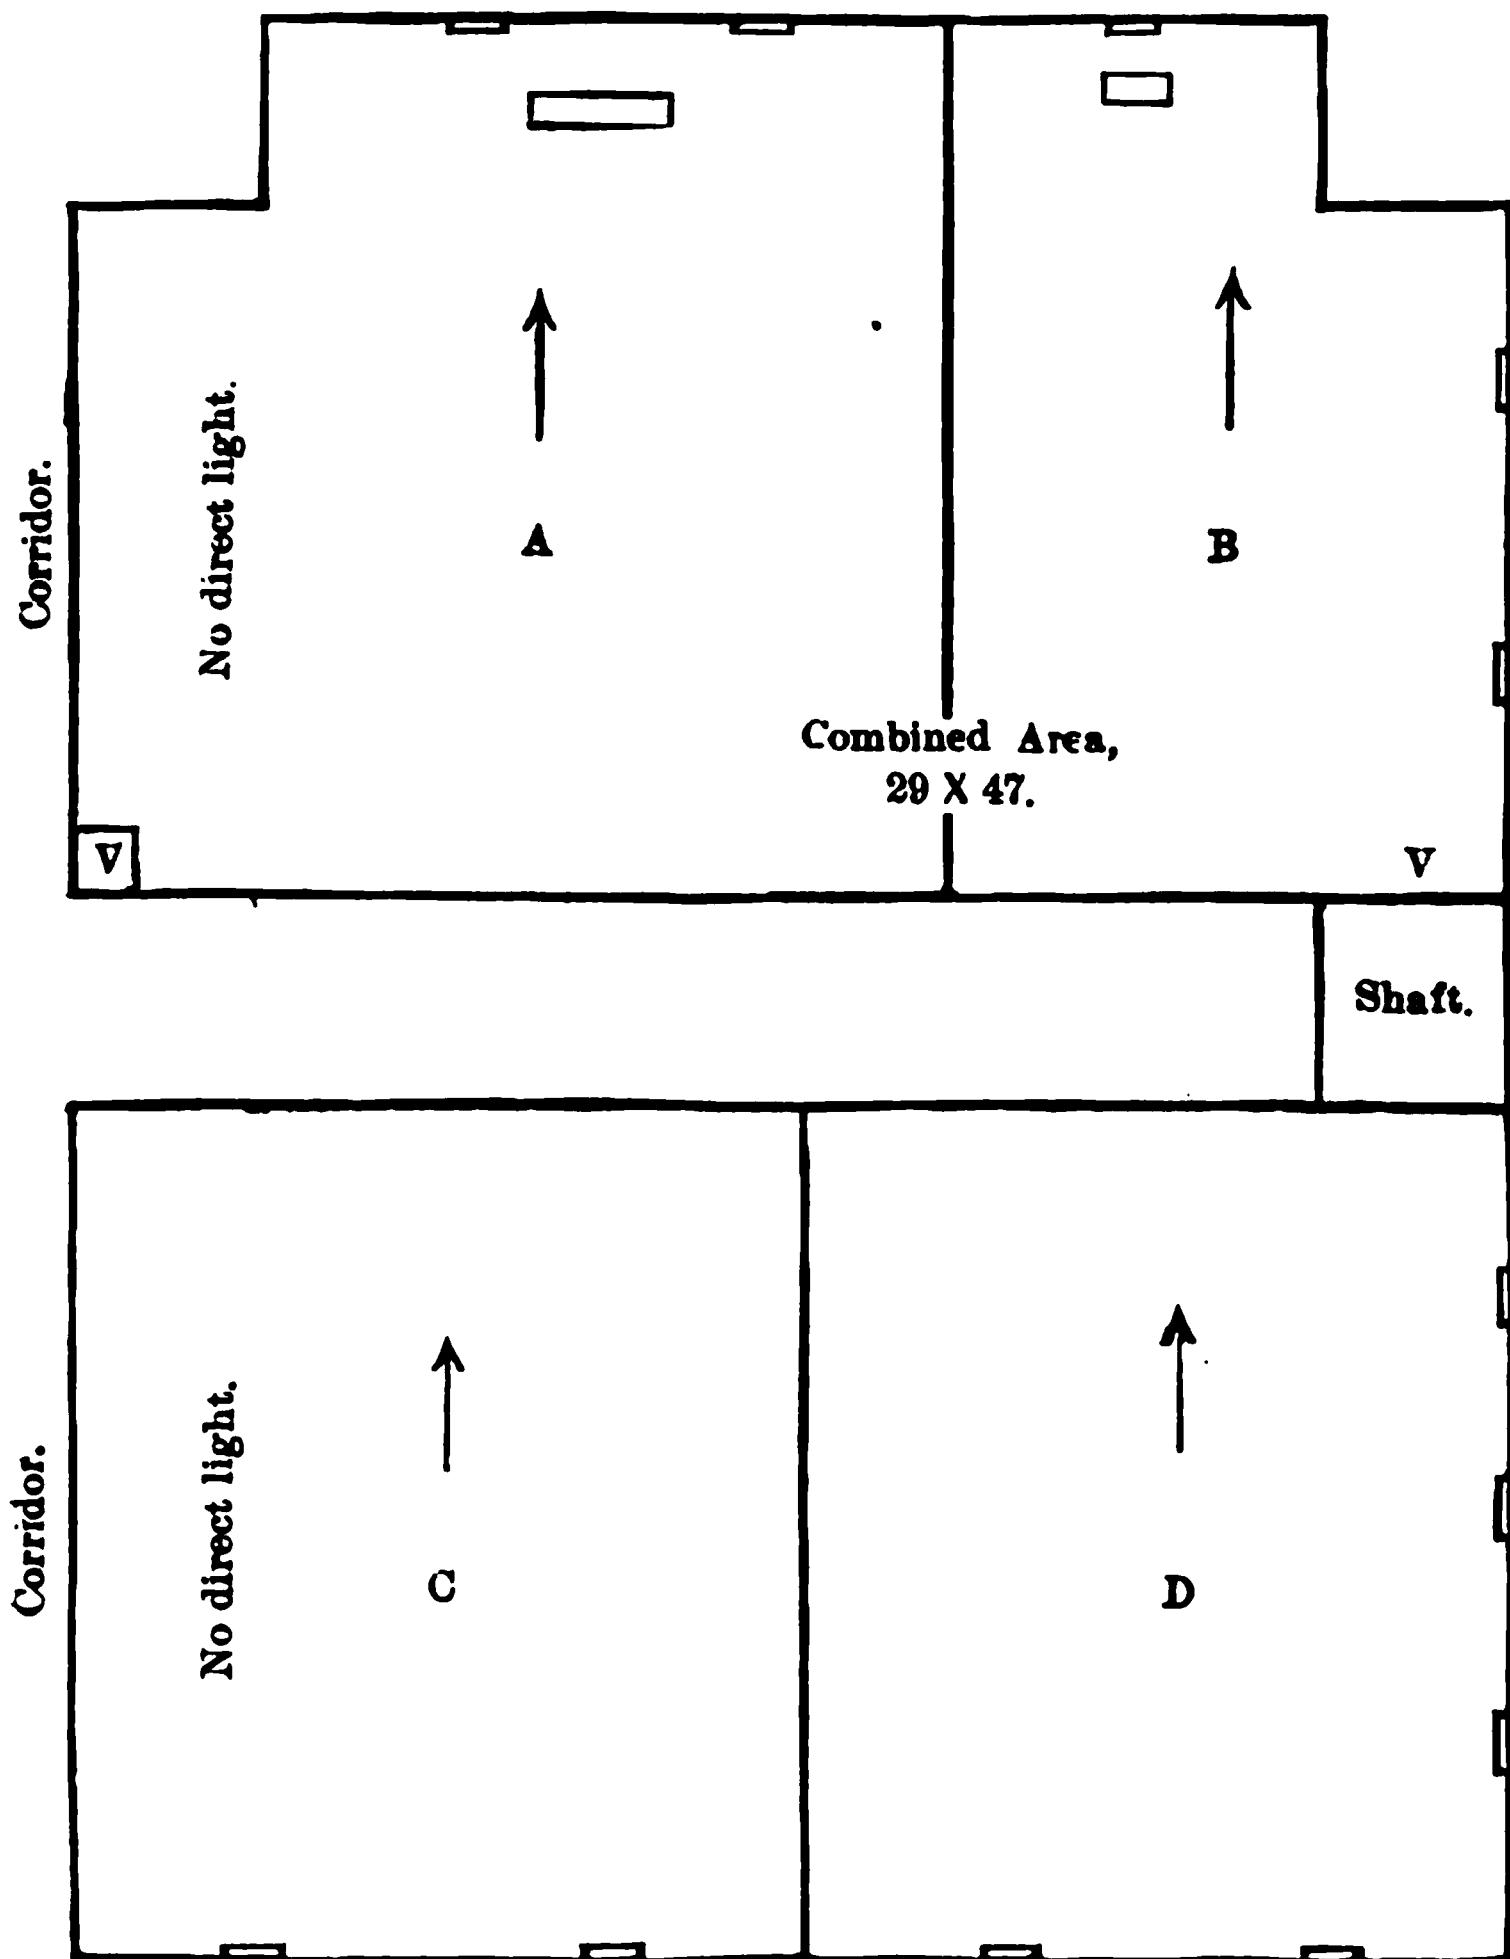 Corridor.
No direct light.
A
B
Combined Area,
29 X 47.
V
V
Shaft.
Corridor.
No direct light.
C
D